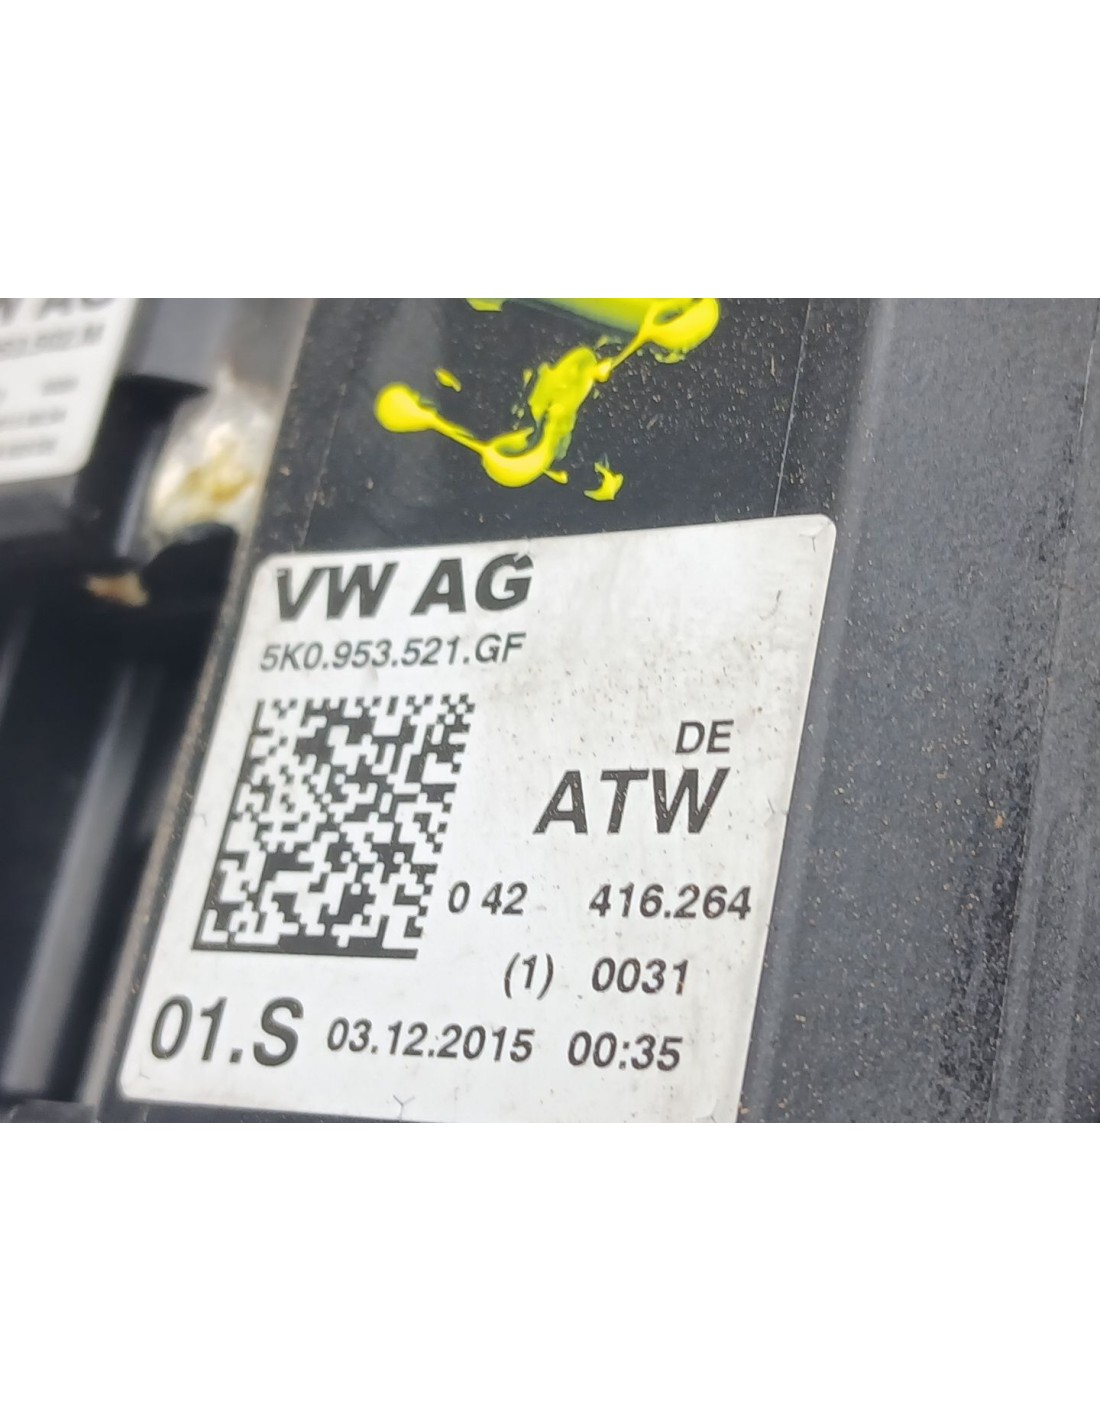 VW AG
5K0.953.521.GF
DE
ATW
0 42 416.264
(1) 0031
01.S 03.12.2015 00:35